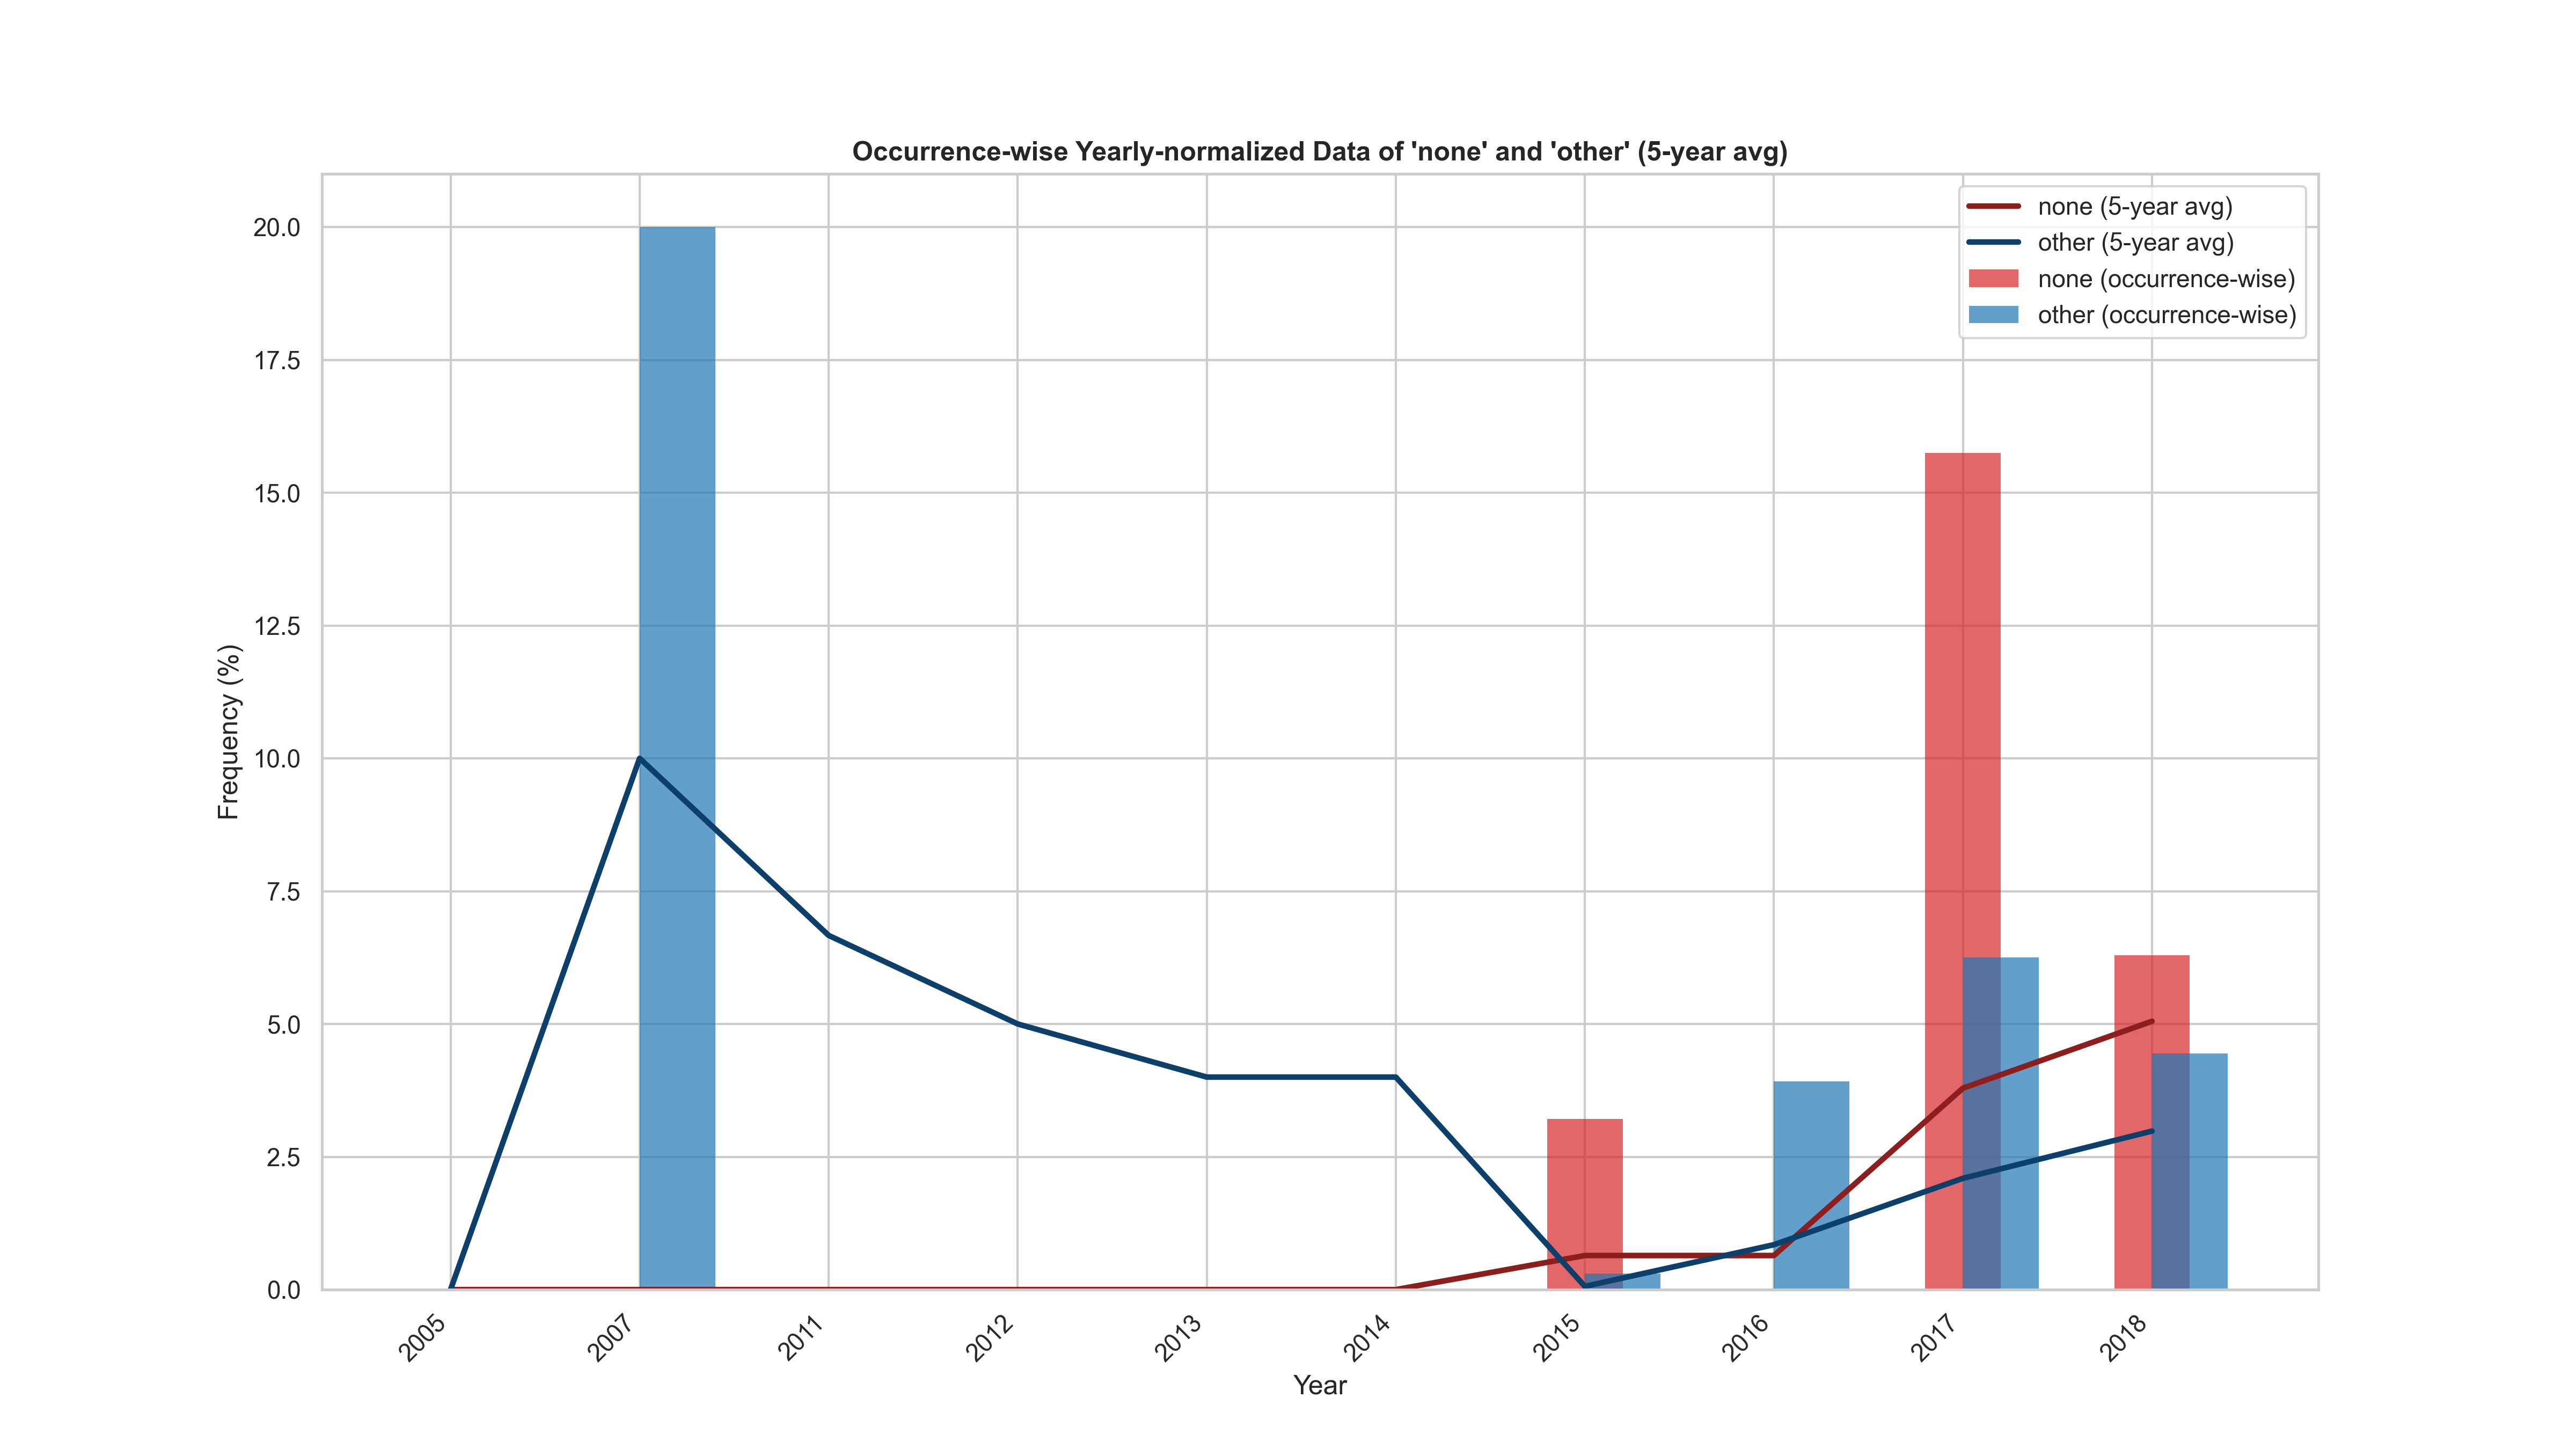 Occurrence-wise Yearly-normalized Data of 'none' and 'other' (5-year avg)
none (5-year avg)
other (5-year avg)
none (occurrence-wise)
other (occurrence-wise)
20.0
17.5
15.0
12.5
10.0
7.5
5.0
2.5
0.0
Frequency (%)
2005 2007 2011 2012 2013 2014 2015 2016 2017 2018
Year